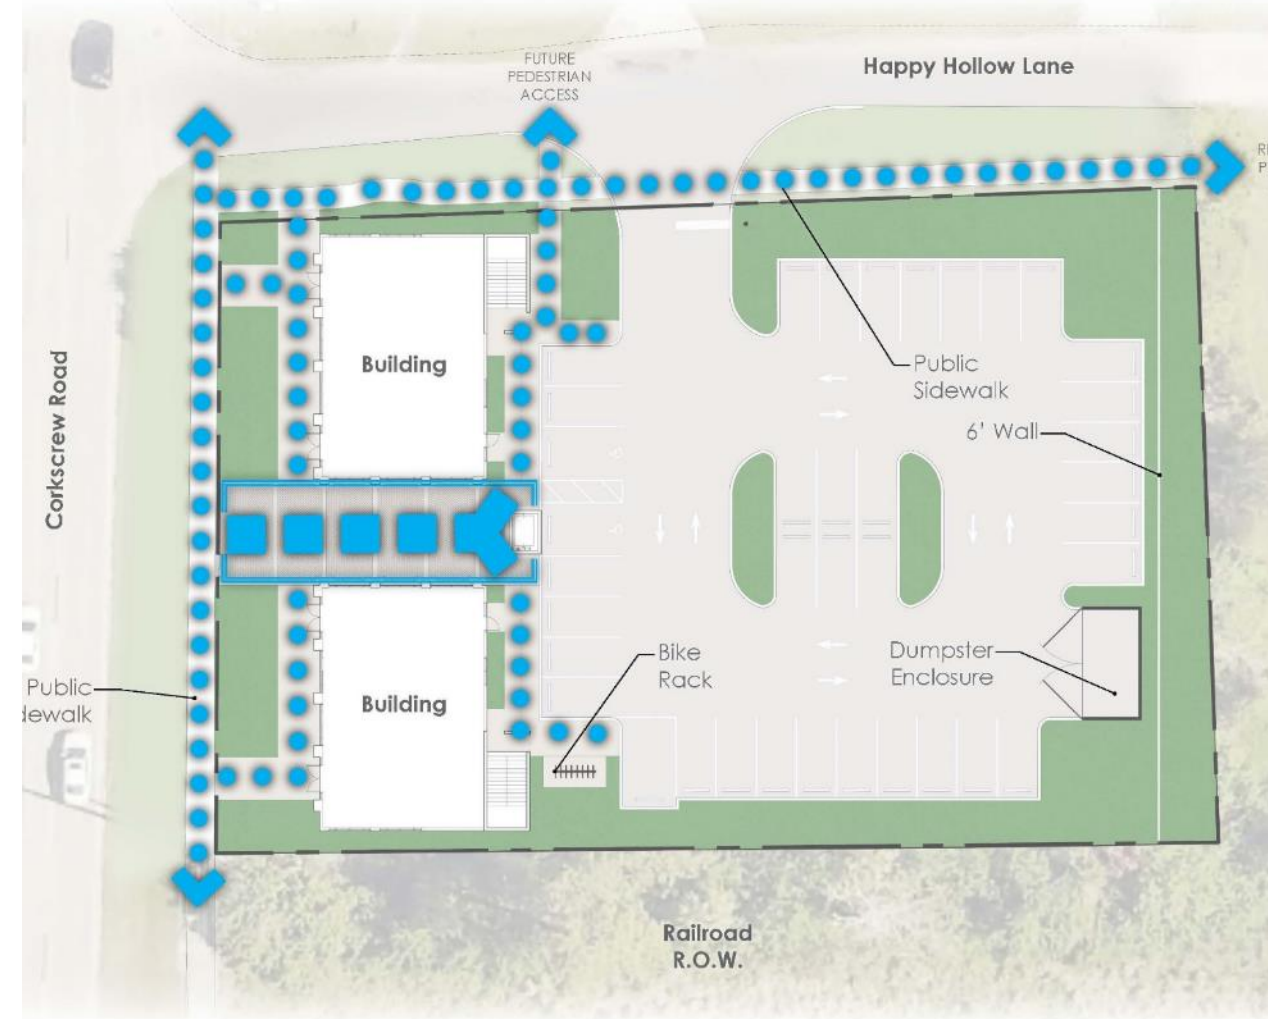 FUTURE
PEDESTRIAN
ACCESS
Happy Hollow Lane
Building
Public
Sidewalk
6' Wall
Corkscrew Road
Bike
Rack
Dumpster
Enclosure
Public
Building
Railroad
R.O.W.